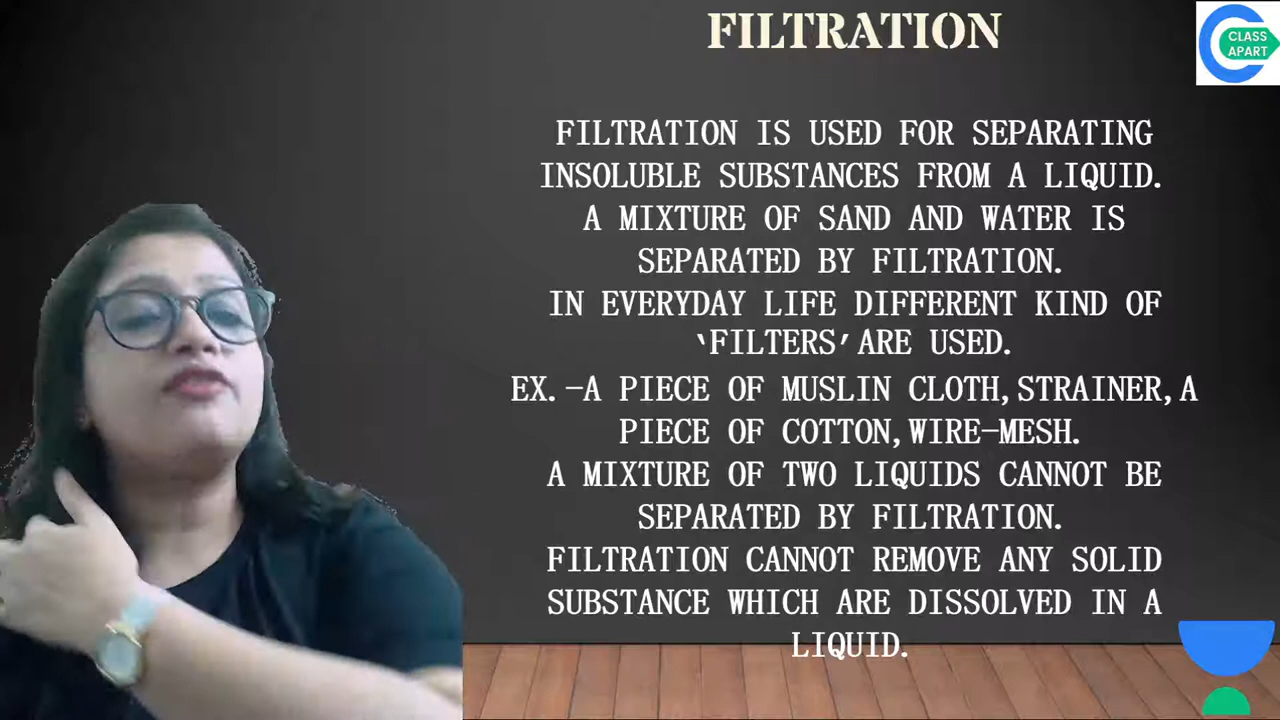 FILTRATION
CLASS
APART
FILTRATION IS USED FOR SEPARATING
INSOLUBLE SUBSTANCES FROM A LIQUID.
A MIXTURE OF SAND AND WATER IS
SEPARATED BY FILTRATION.
IN EVERYDAY LIFE DIFFERENT KIND OF
‘FILTERS’ARE USED.
EX.-A PIECE OF MUSLIN CLOTH,STRAINER,A
PIECE OF COTTON,WIRE-MESH.
A MIXTURE OF TWO LIQUIDS CANNOT BE
SEPARATED BY FILTRATION.
FILTRATION CANNOT REMOVE ANY SOLID
SUBSTANCE WHICH ARE DISSOLVED IN A
LIQUID.